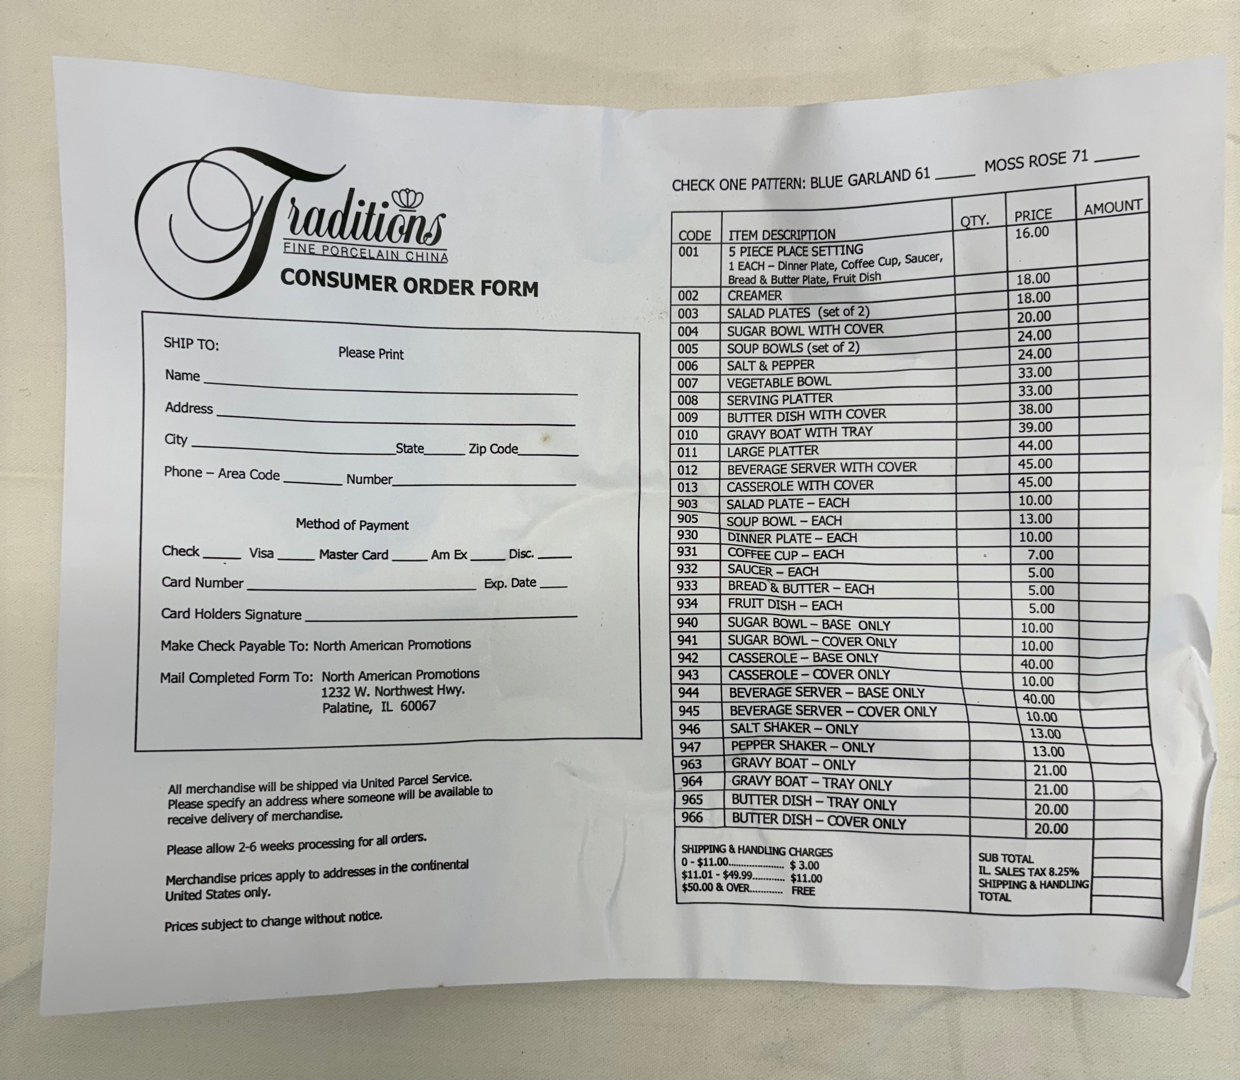 Traditions
FINE PORCELAIN CHINA
CONSUMER ORDER FORM
SHIP TO:
Please Print
Name
Address
City State Zip Code
Phone – Area Code Number
Method of Payment
Check Visa Master Card Am Ex Disc.
Card Number Exp. Date
Card Holders Signature
Make Check Payable To: North American Promotions
Mail Completed Form To: North American Promotions
1232 W. Northwest Hwy.
Palatine, IL 60067
All merchandise will be shipped via United Parcel Service.
Please specify an address where someone will be available to
receive delivery of merchandise.
Please allow 2-6 weeks processing for all orders.
Merchandise prices apply to addresses in the continental
United States only.
Prices subject to change without notice.
CHECK ONE PATTERN: BLUE GARLAND 61 _____ MOSS ROSE 71 _____
CODE ITEM DESCRIPTION QTY. PRICE AMOUNT
001 5 PIECE PLACE SETTING 16.00
1 EACH – Dinner Plate, Coffee Cup, Saucer,
Bread & Butter Plate, Fruit Dish
002 CREAMER 18.00
003 SALAD PLATES (set of 2) 18.00
004 SUGAR BOWL WITH COVER 20.00
005 SOUP BOWLS (set of 2) 24.00
006 SALT & PEPPER 24.00
007 VEGETABLE BOWL 33.00
008 SERVING PLATTER 33.00
009 BUTTER DISH WITH COVER 38.00
010 GRAVY BOAT WITH TRAY 39.00
011 LARGE PLATTER 44.00
012 BEVERAGE SERVER WITH COVER 45.00
013 CASSEROLE WITH COVER 45.00
903 SALAD PLATE – EACH 10.00
905 SOUP BOWL – EACH 13.00
930 DINNER PLATE – EACH 10.00
931 COFFEE CUP – EACH 7.00
932 SAUCER – EACH 5.00
933 BREAD & BUTTER – EACH 5.00
934 FRUIT DISH – EACH 5.00
940 SUGAR BOWL – BASE ONLY 10.00
941 SUGAR BOWL – COVER ONLY 10.00
942 CASSEROLE – BASE ONLY 40.00
943 CASSEROLE – COVER ONLY 10.00
944 BEVERAGE SERVER – BASE ONLY 40.00
945 BEVERAGE SERVER – COVER ONLY 10.00
946 SALT SHAKER – ONLY 13.00
947 PEPPER SHAKER – ONLY 13.00
963 GRAVY BOAT – ONLY 21.00
964 GRAVY BOAT – TRAY ONLY 21.00
965 BUTTER DISH – TRAY ONLY 20.00
966 BUTTER DISH – COVER ONLY 20.00
SHIPPING & HANDLING CHARGES
0 - $11.00..................... $ 3.00
$11.01 - $49.99............ $11.00
$50.00 & OVER............ FREE
SUB TOTAL
IL. SALES TAX 8.25%
SHIPPING & HANDLING
TOTAL